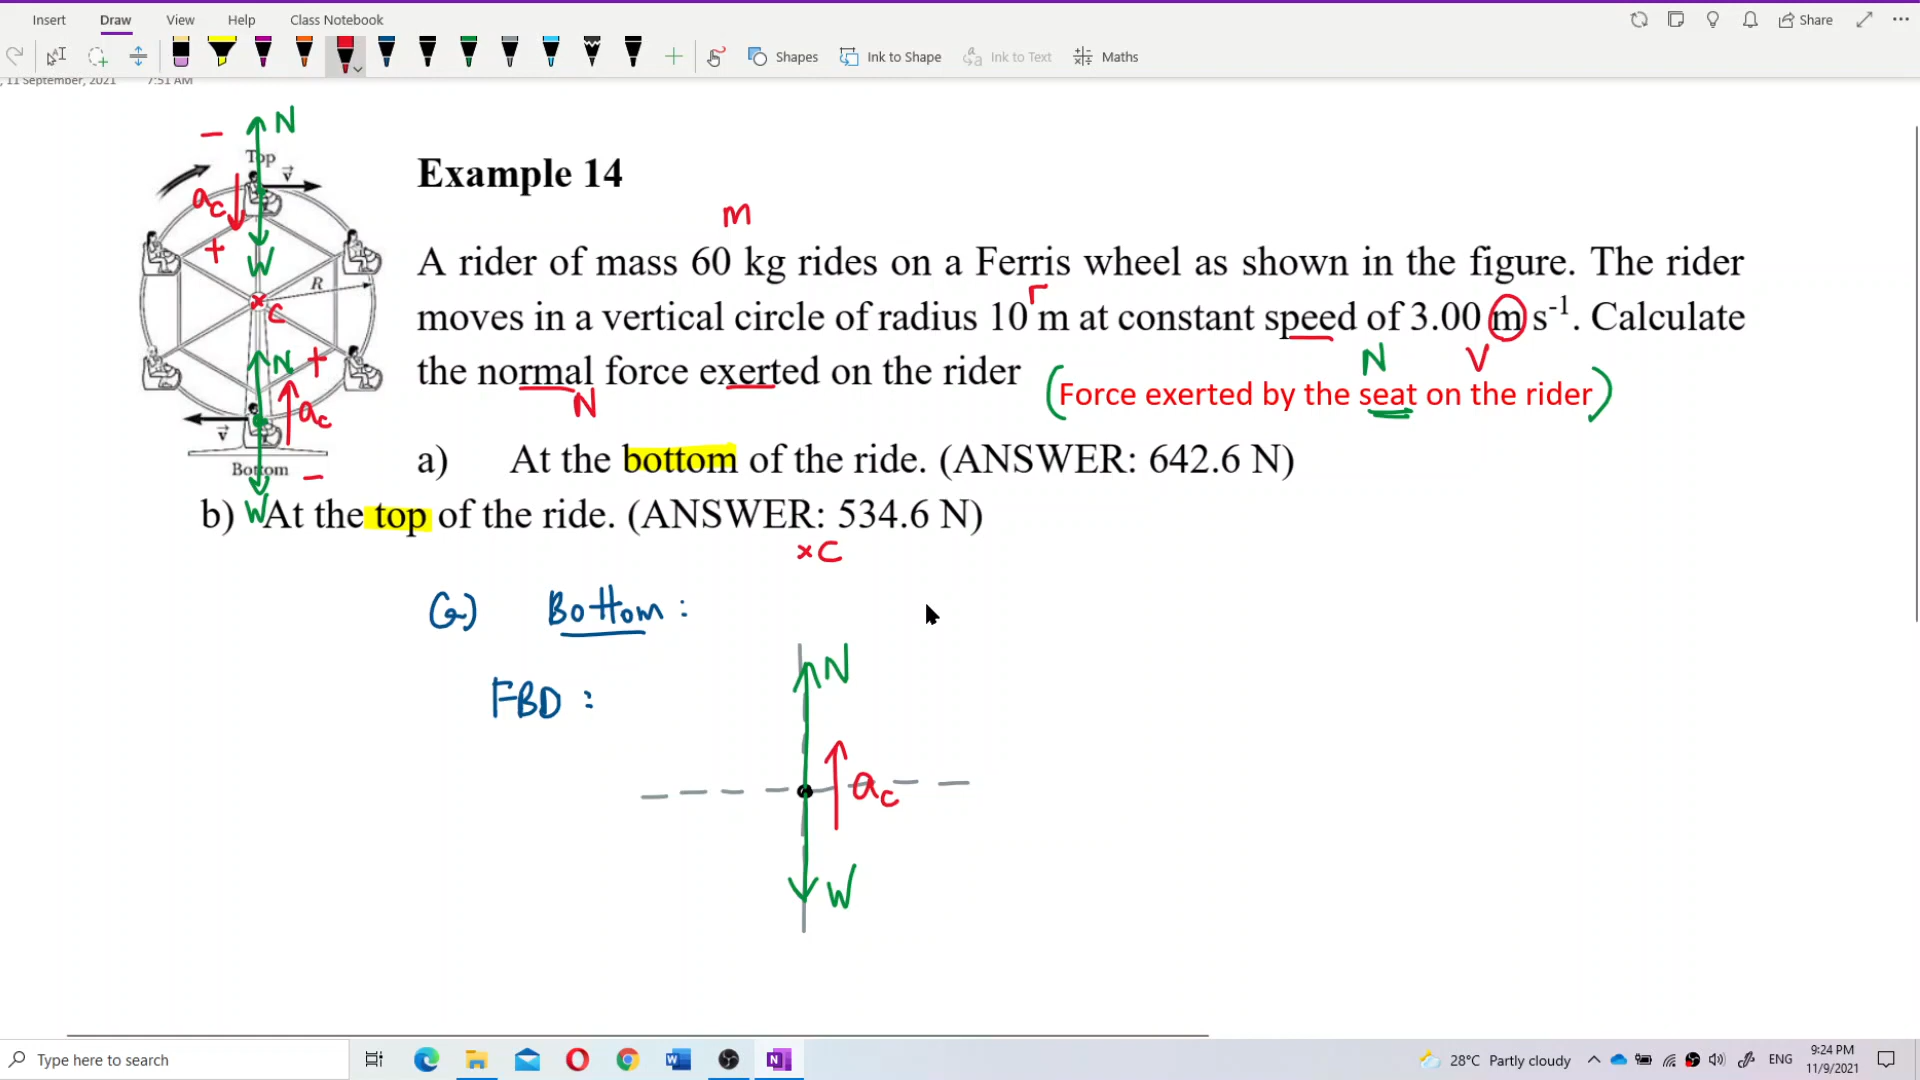 Insert Draw View Help Class Notebook
Share
Shapes Ink to Shape Ink to Text Maths
, 11 September, 2021 7:51 AM
N
−
Top
v
ac
+
W
R
C
N
+
ac
v
Bottom
−
W
Example 14
m
A rider of mass 60 kg rides on a Ferris wheel as shown in the figure. The rider
r
moves in a vertical circle of radius 10 m at constant speed of 3.00 m s-1. Calculate
N V
the normal force exerted on the rider (Force exerted by the seat on the rider)
N
a) At the bottom of the ride. (ANSWER: 642.6 N)
b) At the top of the ride. (ANSWER: 534.6 N)
×C
a) Bottom:
N
FBD:
ac
W
Type here to search
28°C Partly cloudy
ENG
9:24 PM
11/9/2021